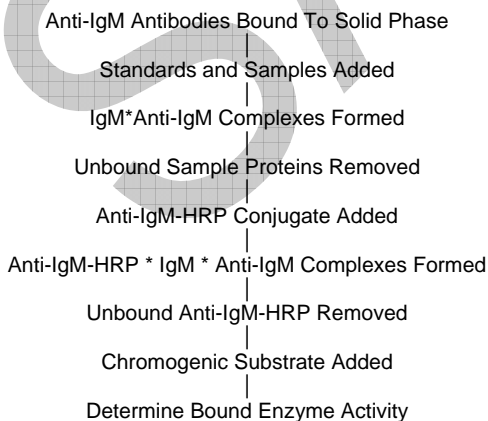 Anti-IgM Antibodies Bound To Solid Phase
Standards and Samples Added
IgM*Anti-IgM Complexes Formed
Unbound Sample Proteins Removed
Anti-IgM-HRP Conjugate Added
Anti-IgM-HRP * IgM * Anti-IgM Complexes Formed
Unbound Anti-IgM-HRP Removed
Chromogenic Substrate Added
Determine Bound Enzyme Activity